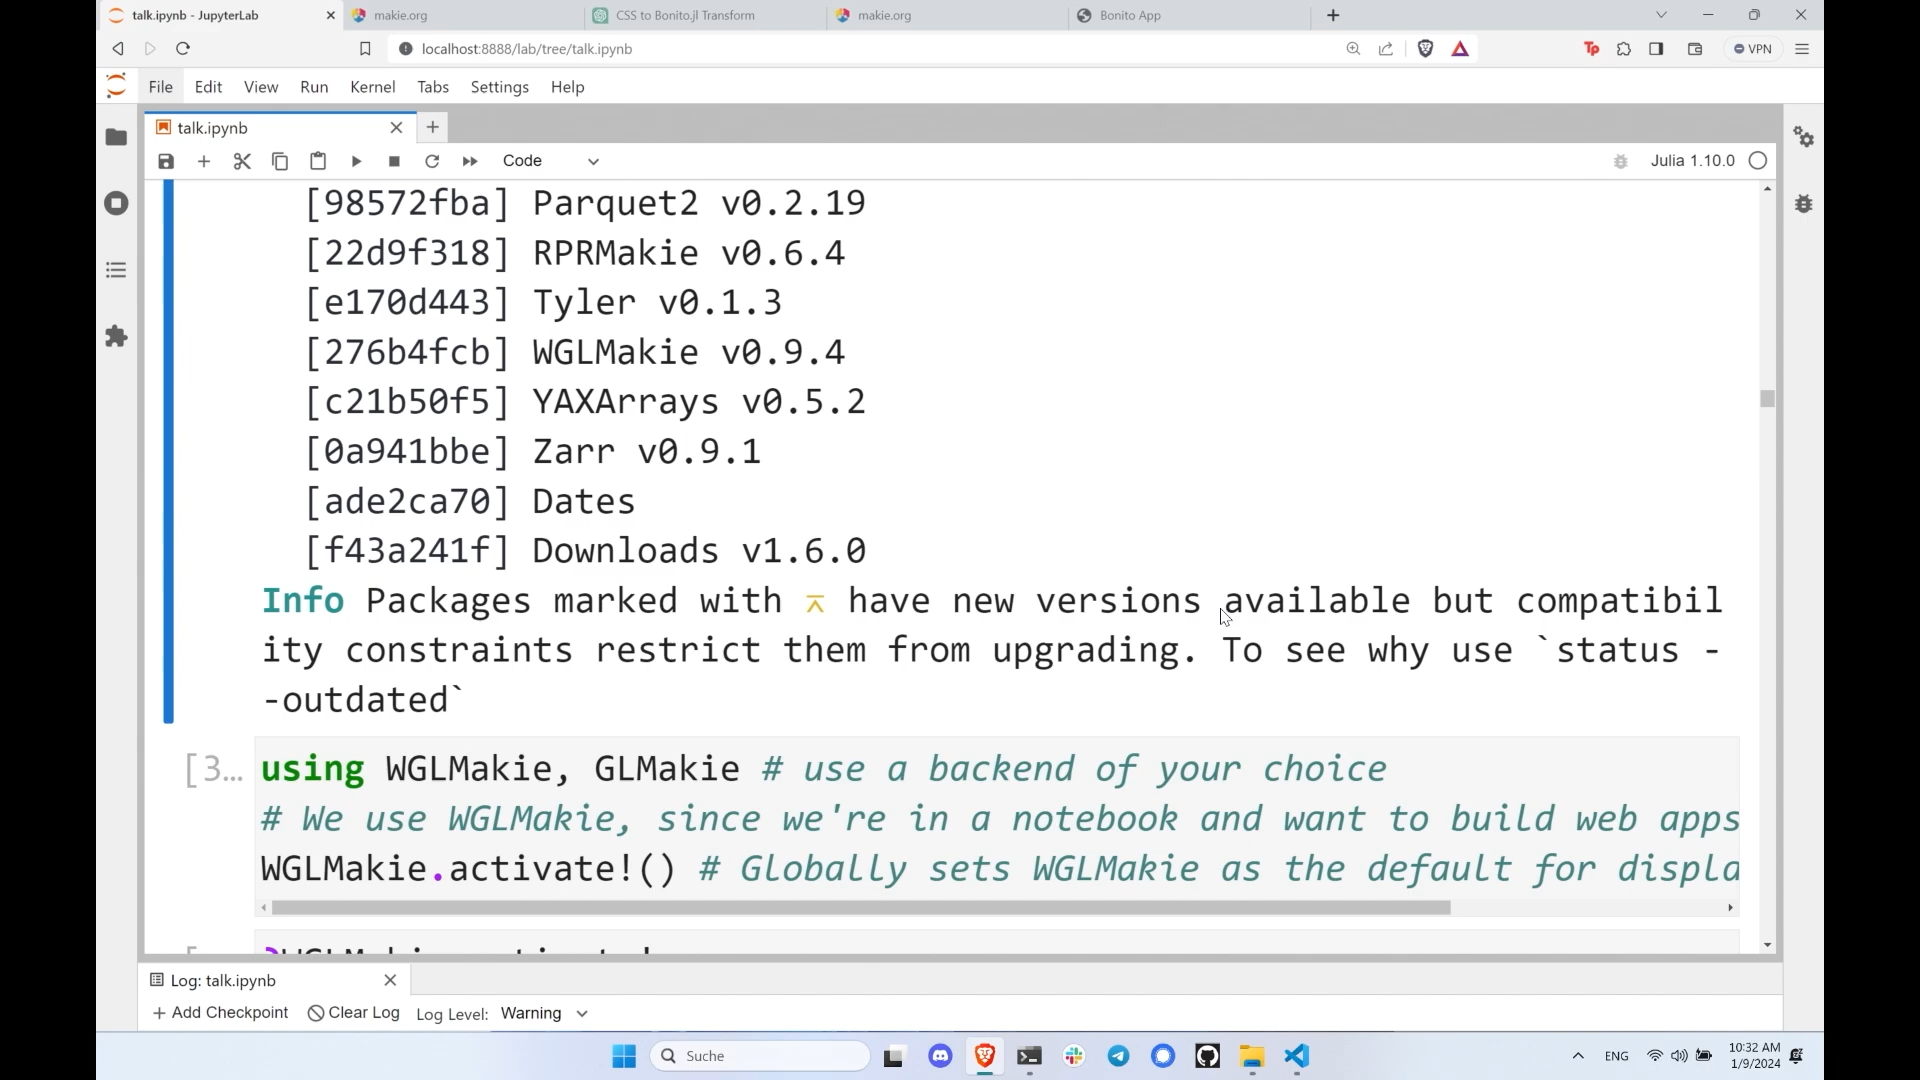 talk.ipynb - JupyterLab
makie.org
CSS to Bonito.jl Transform
makie.org
Bonito App
localhost:8888/lab/tree/talk.ipynb
Tp
VPN
File Edit View Run Kernel Tabs Settings Help
talk.ipynb
Code
Julia 1.10.0
[98572fba] Parquet2 v0.2.19
[22d9f318] RPRMakie v0.6.4
[e170d443] Tyler v0.1.3
[276b4fcb] WGLMakie v0.9.4
[c21b50f5] YAXArrays v0.5.2
[0a941bbe] Zarr v0.9.1
[ade2ca70] Dates
[f43a241f] Downloads v1.6.0
Info Packages marked with ⌅ have new versions available but compatibil
ity constraints restrict them from upgrading. To see why use `status -
-outdated`
[3…
using WGLMakie, GLMakie # use a backend of your choice
# We use WGLMakie, since we're in a notebook and want to build web apps
WGLMakie.activate!() # Globally sets WGLMakie as the default for displa
Log: talk.ipynb
+ Add Checkpoint Clear Log Log Level: Warning
Suche
ENG
10:32 AM
1/9/2024